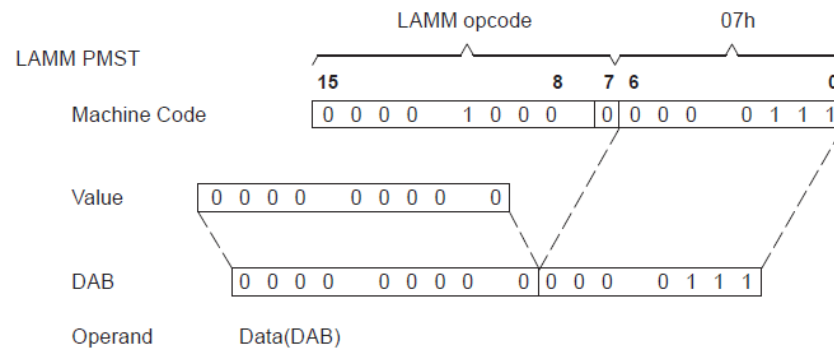 LAMM opcode 07h
LAMM PMST
15 8 7 6 0
Machine Code 0 0 0 0 1 0 0 0 0 0 0 0 0 1 1 1
Value 0 0 0 0 0 0 0 0 0
DAB 0 0 0 0 0 0 0 0 0 0 0 0 0 1 1 1
Operand Data(DAB)